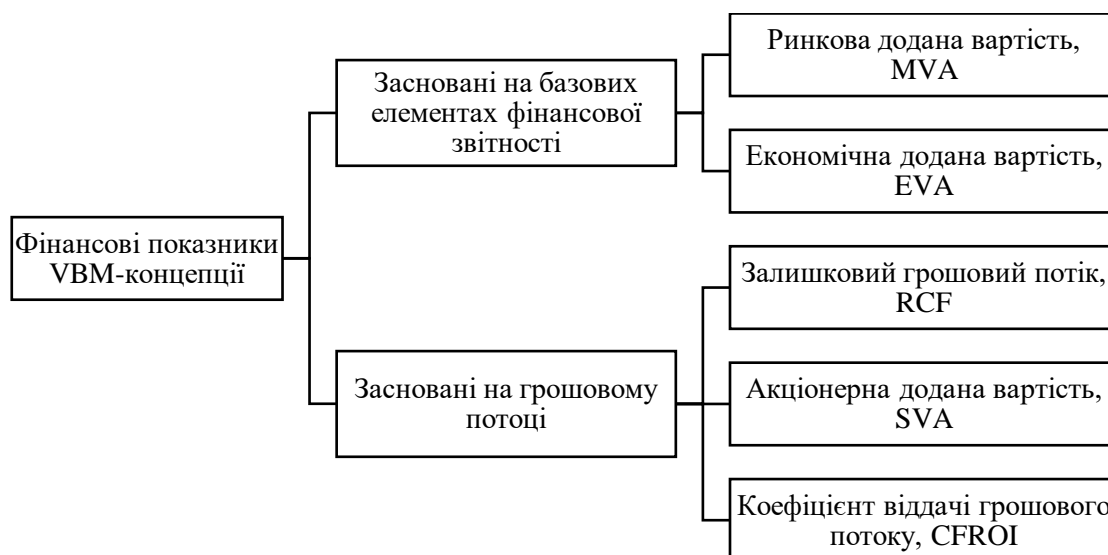 Фінансові показники
VBM-концепції
Засновані на базових
елементах фінансової
звітності
Ринкова додана вартість,
MVA
Економічна додана вартість,
EVA
Засновані на грошовому
потоці
Залишковий грошовий потік,
RCF
Акціонерна додана вартість,
SVA
Коефіцієнт віддачі грошового
потоку, CFROI